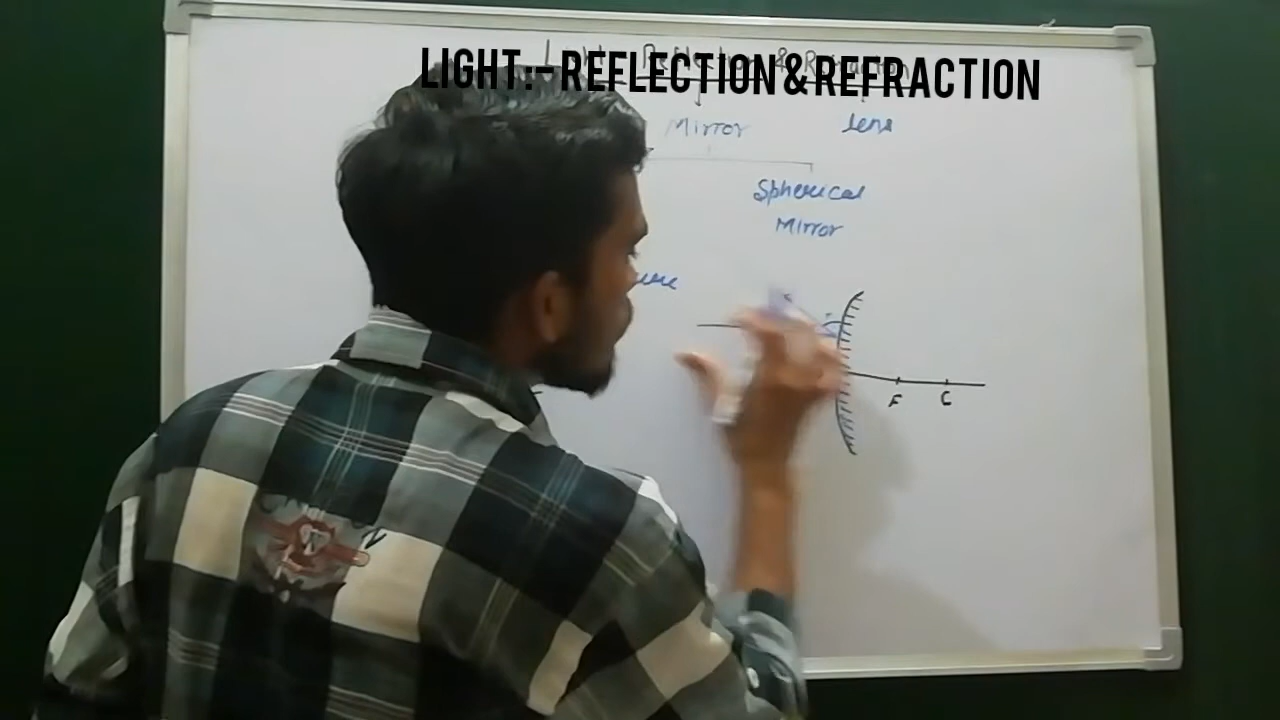 LIGHT:- REFLECTION & REFRACTION
Mirror lens
Spherical
Mirror
F C